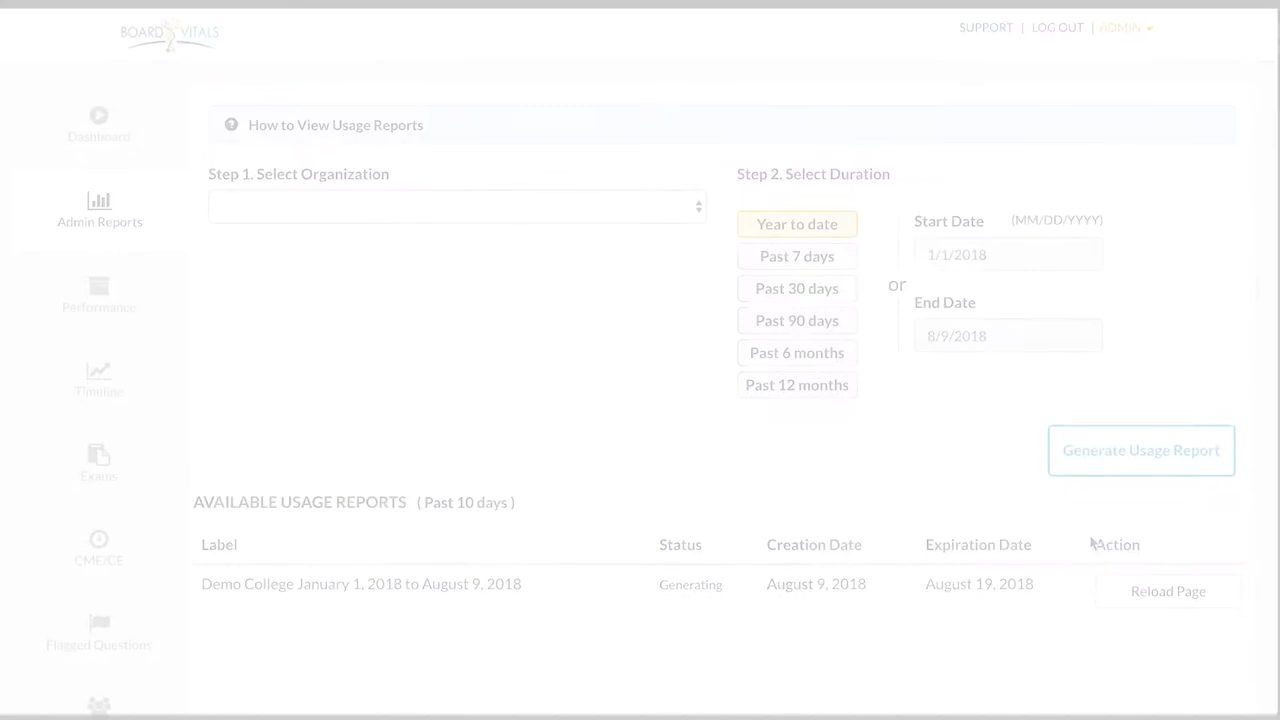 BOARD VITALS
SUPPORT | LOG OUT | ADMIN
Dashboard
Admin Reports
Performance
Timeline
Exams
CME/CE
Flagged Questions
How to View Usage Reports
Step 1. Select Organization
Step 2. Select Duration
Year to date
Past 7 days
Past 30 days
Past 90 days
Past 6 months
Past 12 months
or
Start Date (MM/DD/YYYY)
1/1/2018
End Date
8/9/2018
Generate Usage Report
AVAILABLE USAGE REPORTS ( Past 10 days )
Label Status Creation Date Expiration Date Action
Demo College January 1, 2018 to August 9, 2018 Generating August 9, 2018 August 19, 2018 Reload Page